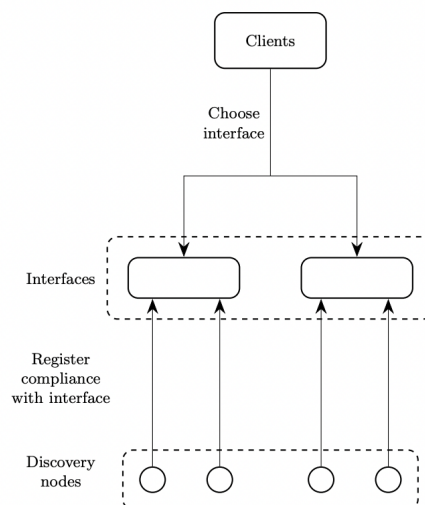 Clients
Choose
interface
Interfaces
Register
compliance
with interface
Discovery
nodes